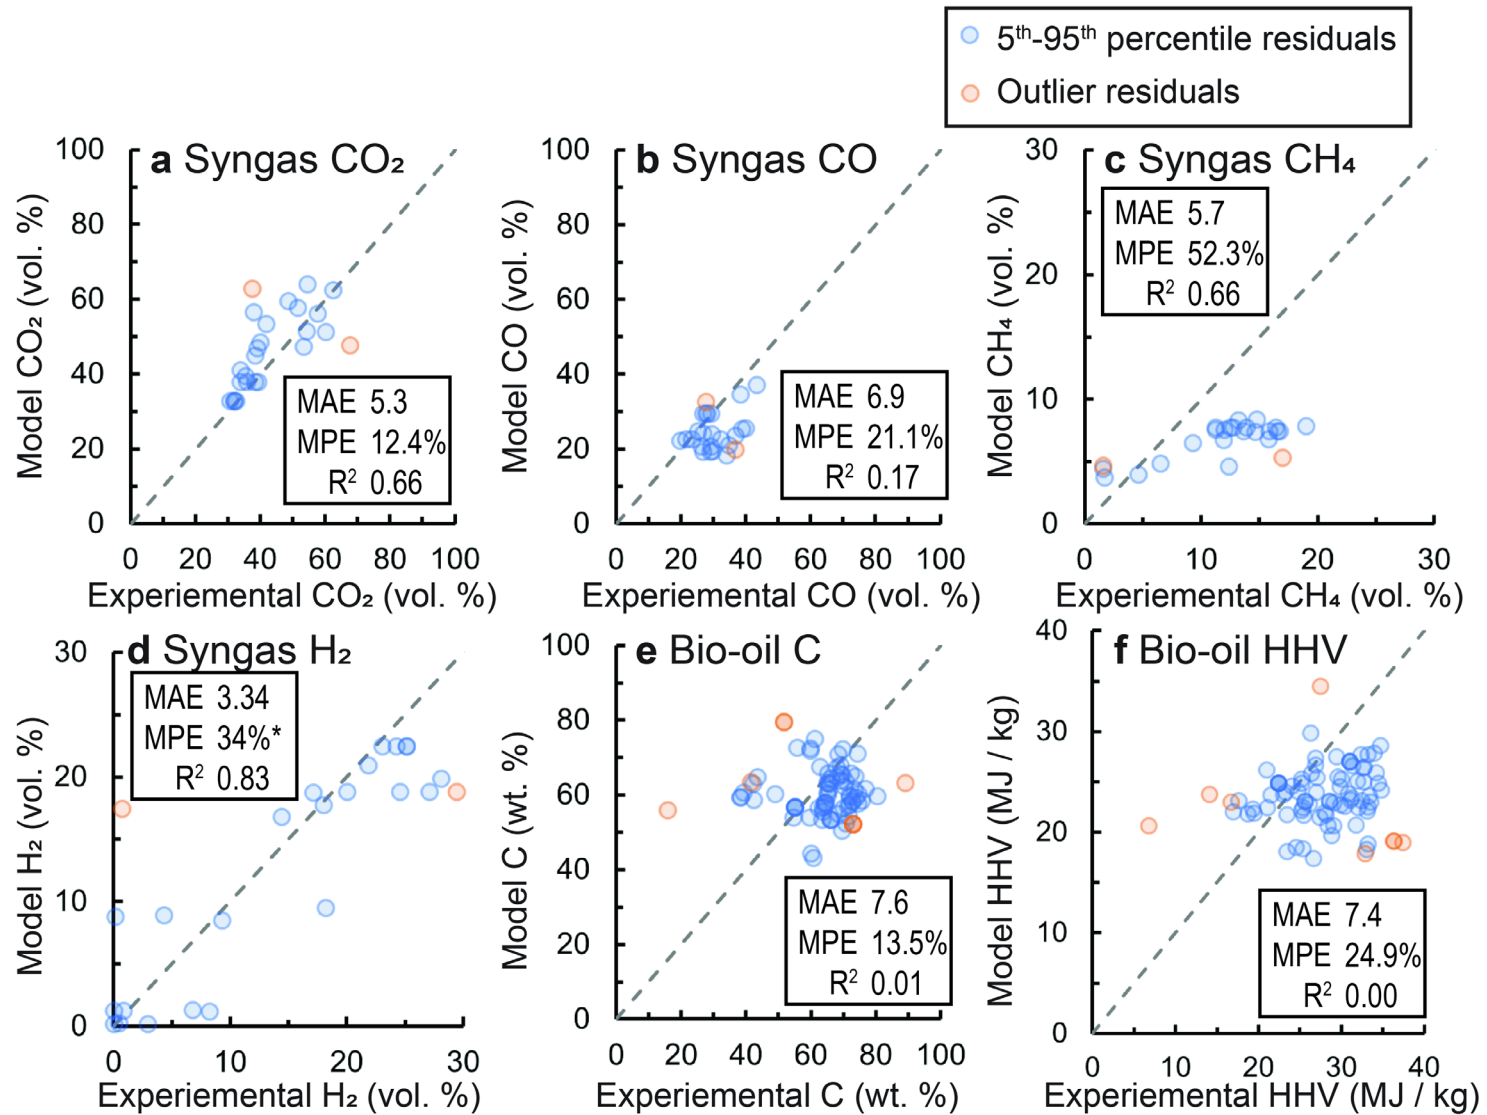 5th-95th percentile residuals
Outlier residuals
a Syngas CO₂
Model CO₂ (vol. %)
100
80
60
40
20
0
MAE 5.3
MPE 12.4%
R² 0.66
0 20 40 60 80 100
Experiemental CO₂ (vol. %)
b Syngas CO
Model CO (vol. %)
100
80
60
40
20
0
MAE 6.9
MPE 21.1%
R² 0.17
0 20 40 60 80 100
Experiemental CO (vol. %)
c Syngas CH₄
Model CH₄ (vol. %)
30
20
10
0
MAE 5.7
MPE 52.3%
R² 0.66
0 10 20 30
Experiemental CH₄ (vol. %)
d Syngas H₂
Model H₂ (vol. %)
30
20
10
0
MAE 3.34
MPE 34%*
R² 0.83
0 10 20 30
Experiemental H₂ (vol. %)
e Bio-oil C
Model C (wt. %)
100
80
60
40
20
0
MAE 7.6
MPE 13.5%
R² 0.01
0 20 40 60 80 100
Experiemental C (wt. %)
f Bio-oil HHV
Model HHV (MJ / kg)
40
30
20
10
0
MAE 7.4
MPE 24.9%
R² 0.00
0 10 20 30 40
Experiemental HHV (MJ / kg)